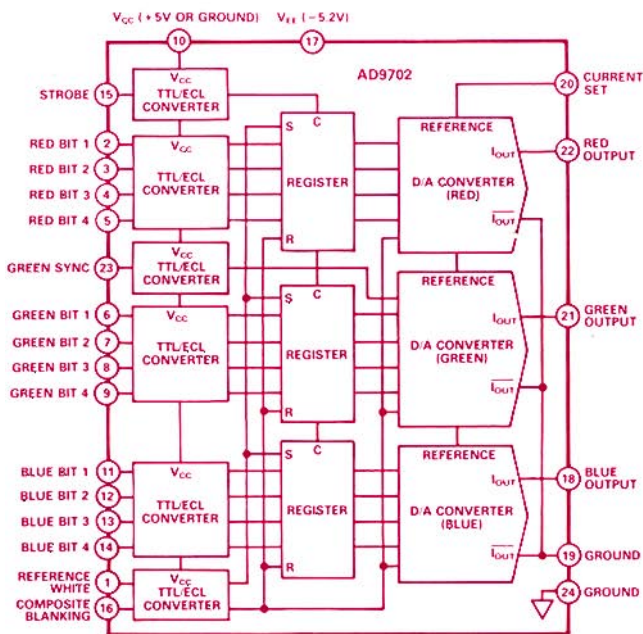 VCC (+5V OR GROUND)
VEE (-5.2V)
10
17
AD9702
20
CURRENT
SET
VCC
TTL/ECL
CONVERTER
STROBE 15
C
S
REGISTER
R
REFERENCE
IOUT
D/A CONVERTER
(RED)
IOUT
22
RED
OUTPUT
RED BIT 1 2
RED BIT 2 3
RED BIT 3 4
RED BIT 4 5
VCC
TTL/ECL
CONVERTER
GREEN SYNC 23
VCC
TTL/ECL
CONVERTER
GREEN BIT 1 6
GREEN BIT 2 7
GREEN BIT 3 8
GREEN BIT 4 9
VCC
TTL/ECL
CONVERTER
C
S
REGISTER
R
REFERENCE
IOUT
D/A CONVERTER
(GREEN)
IOUT
21
GREEN
OUTPUT
BLUE BIT 1 11
BLUE BIT 2 12
BLUE BIT 3 13
BLUE BIT 4 14
VCC
TTL/ECL
CONVERTER
C
S
REGISTER
R
REFERENCE
IOUT
D/A CONVERTER
(BLUE)
IOUT
18
BLUE
OUTPUT
19 GROUND
24 GROUND
REFERENCE
WHITE
1
COMPOSITE
BLANKING
16
VCC
TTL/ECL
CONVERTER